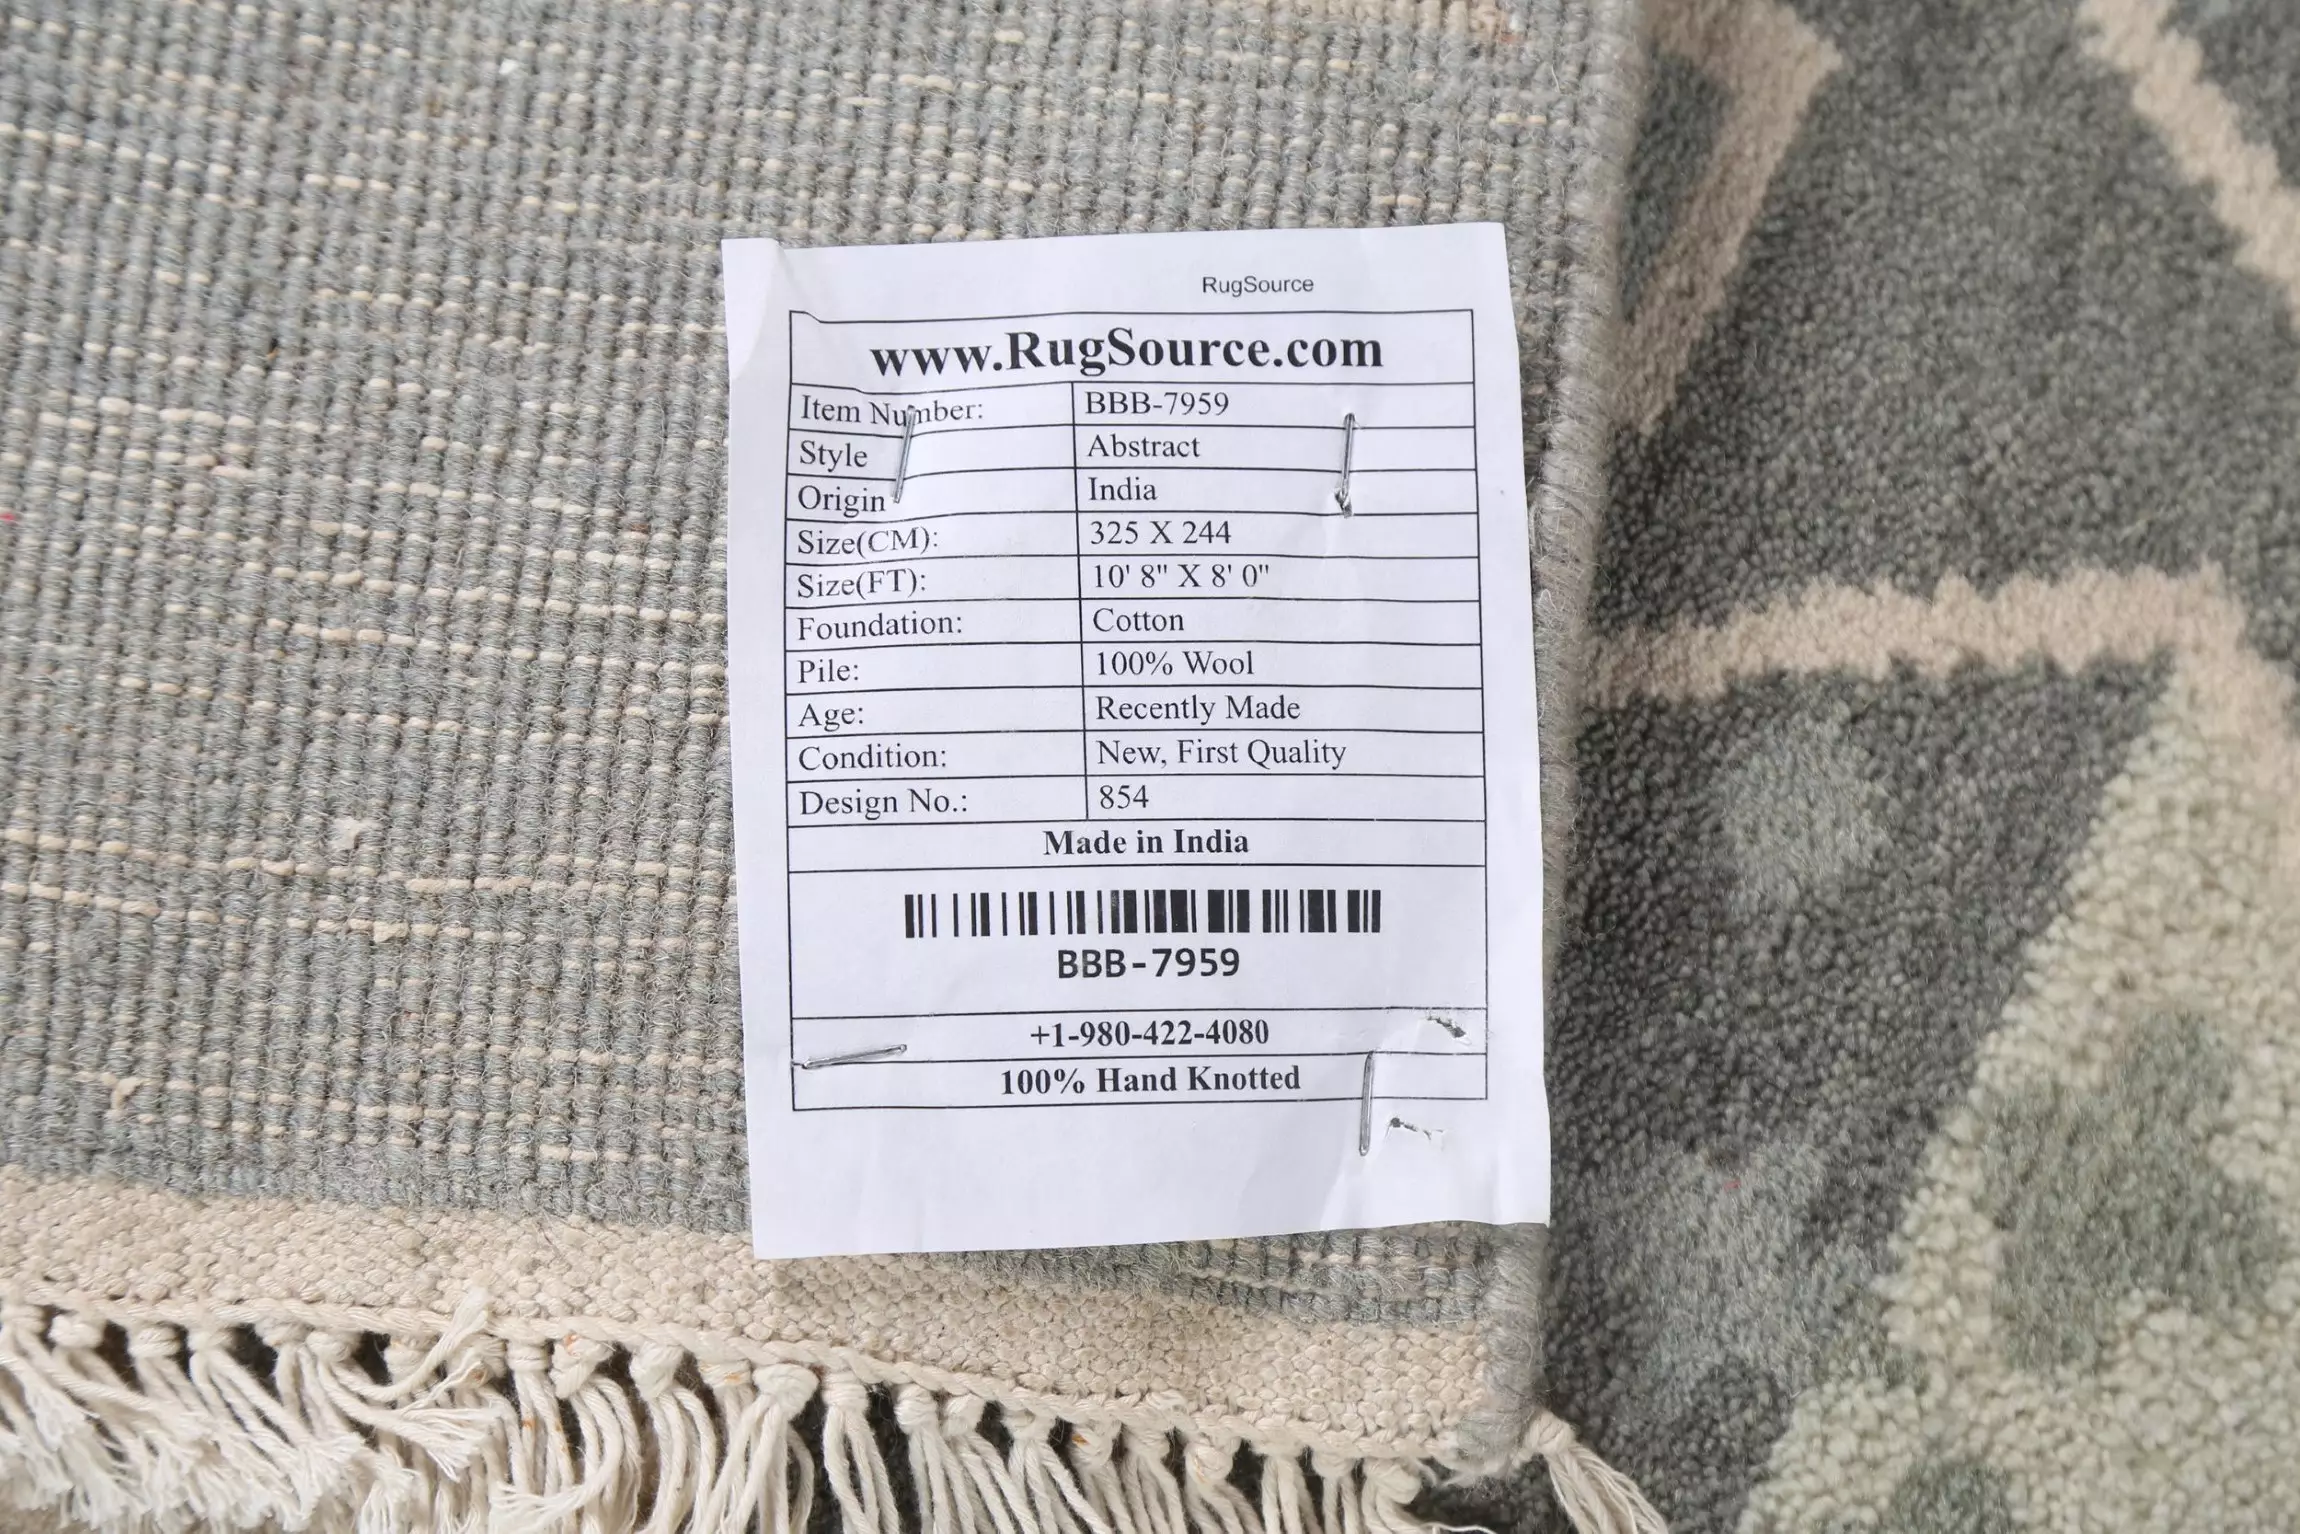 RugSource
www.RugSource.com
Item Number: BBB-7959
Style Abstract
Origin India
Size(CM): 325 X 244
Size(FT): 10' 8" X 8' 0"
Foundation: Cotton
Pile: 100% Wool
Age: Recently Made
Condition: New, First Quality
Design No.: 854
Made in India
BBB-7959
+1-980-422-4080
100% Hand Knotted